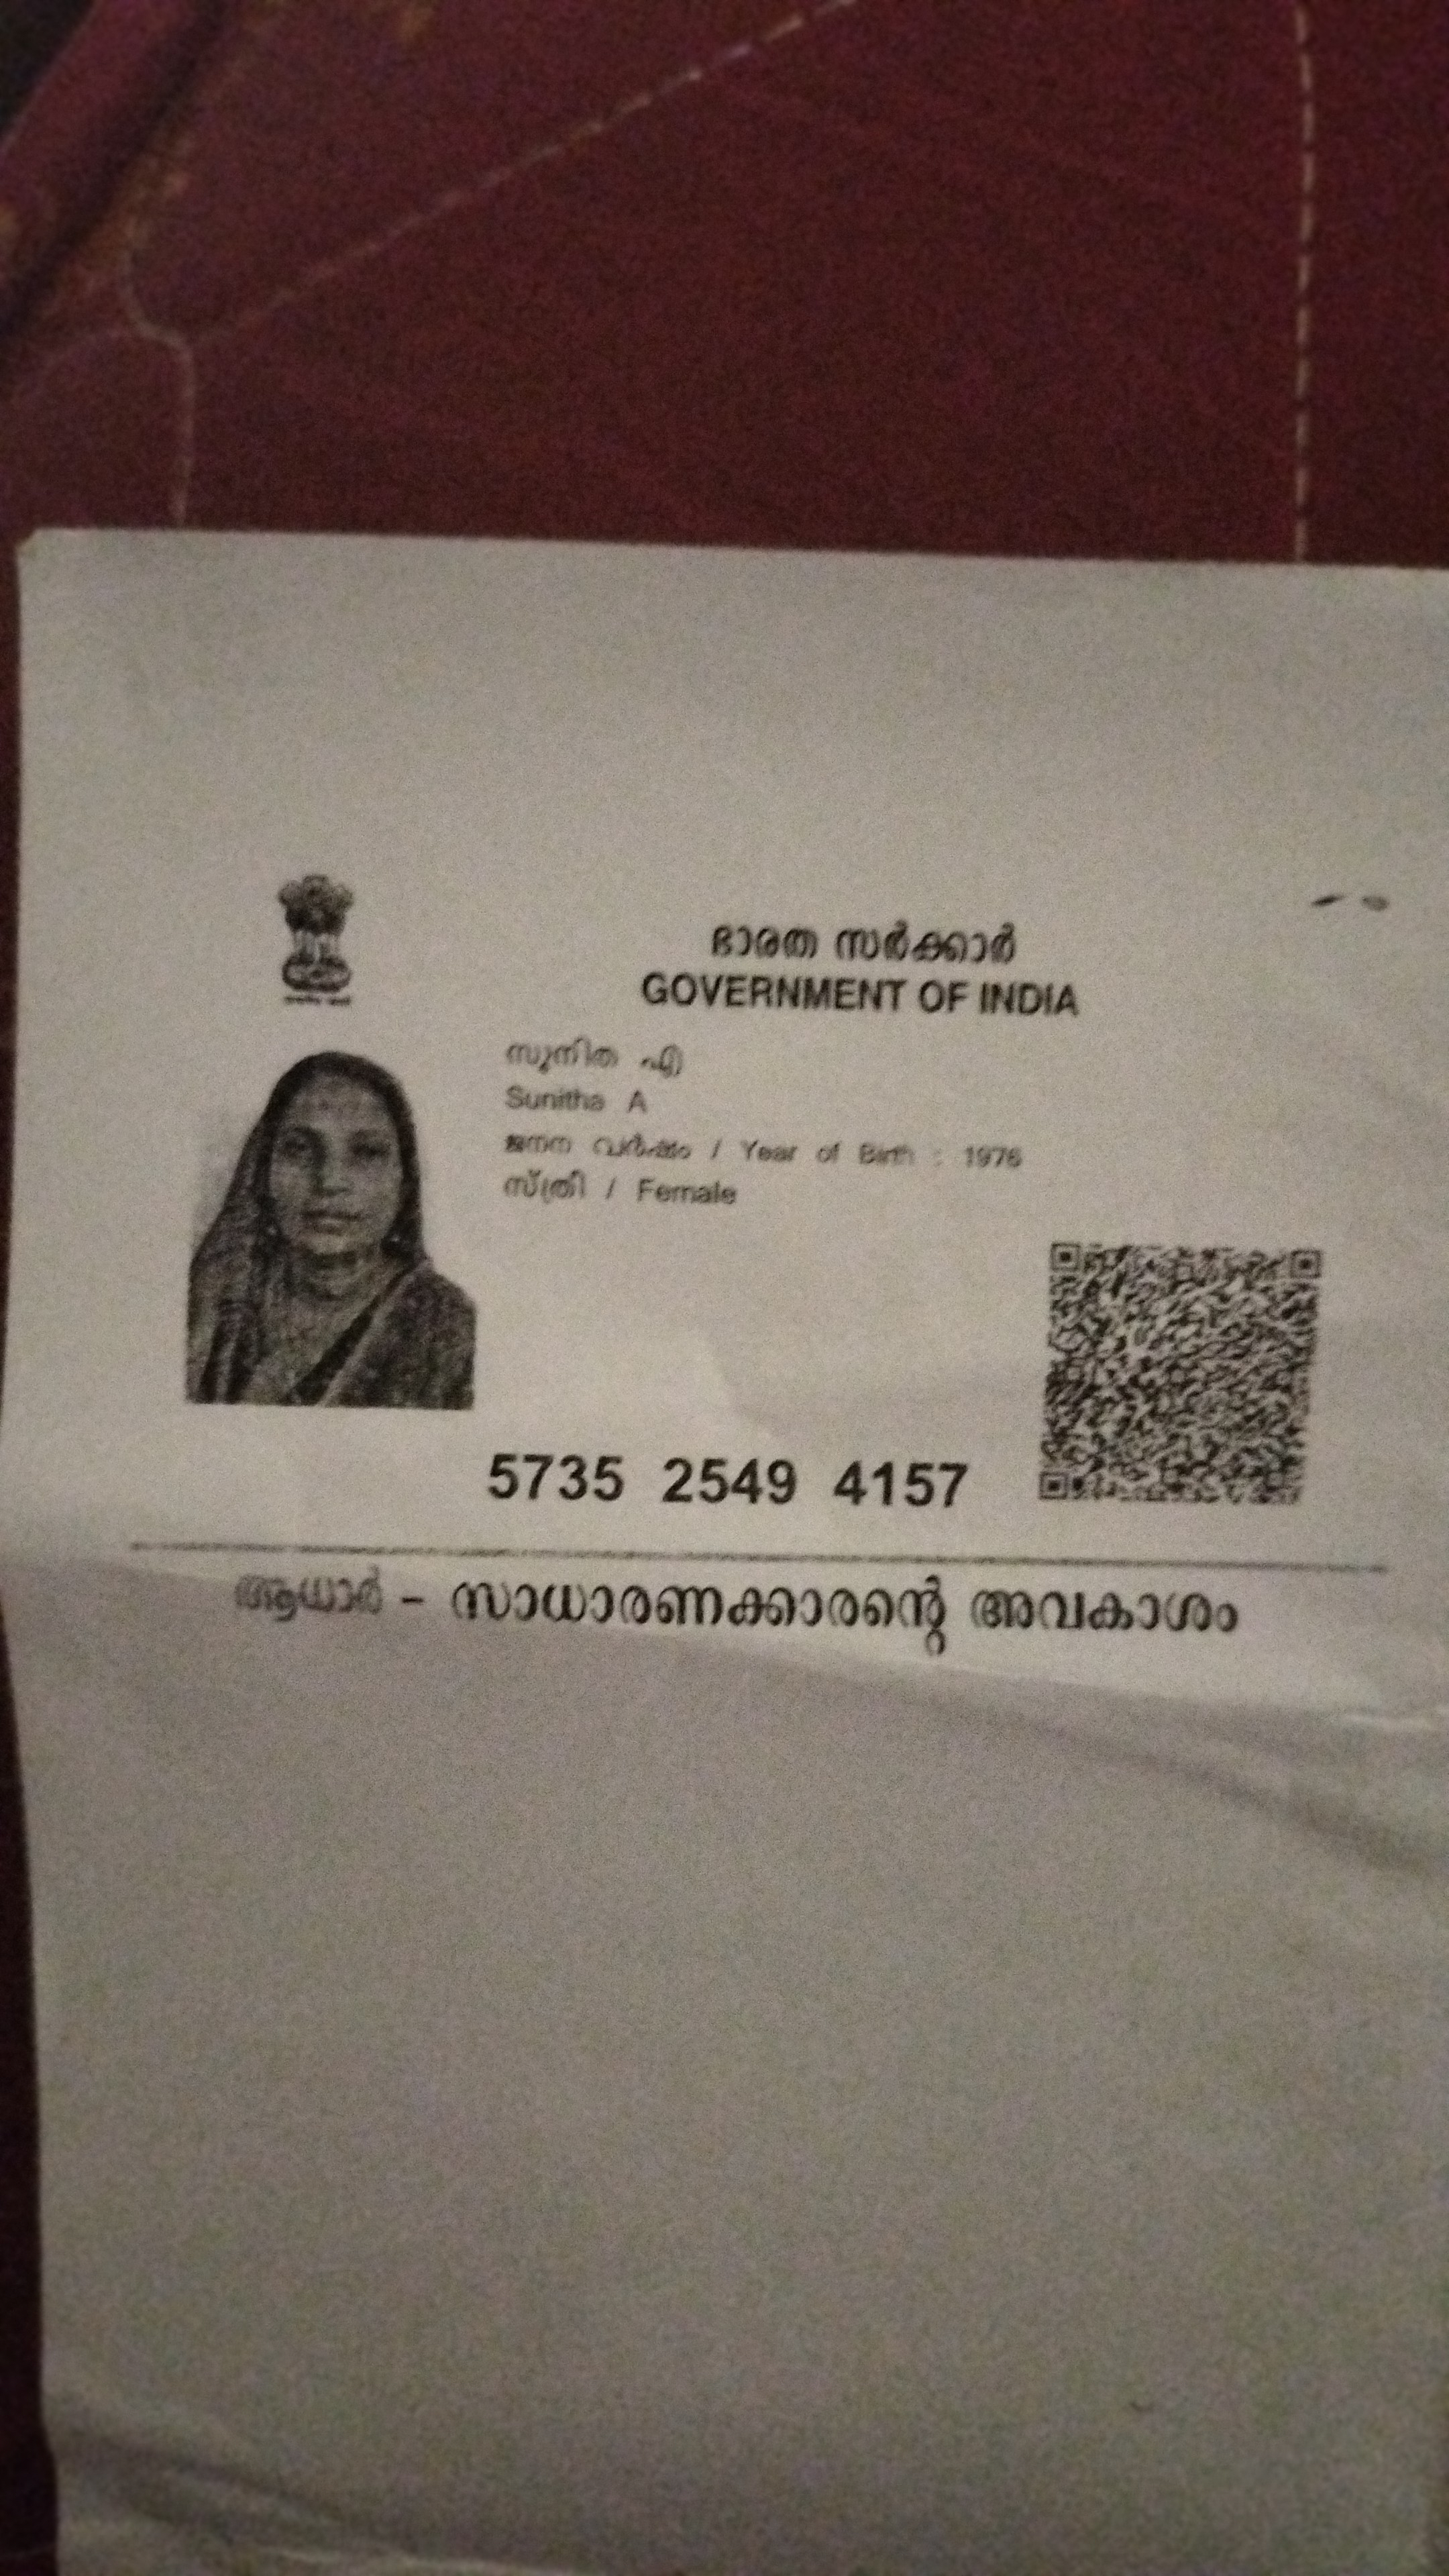 ഭാരത സർക്കാർ
GOVERNMENT OF INDIA
സുനിത എ
Sunitha A
ജനന വർഷം / Year of Birth : 1976
സ്ത്രീ / Female
5735 2549 4157
ആധാർ – സാധാരണക്കാരന്റെ അവകാശം